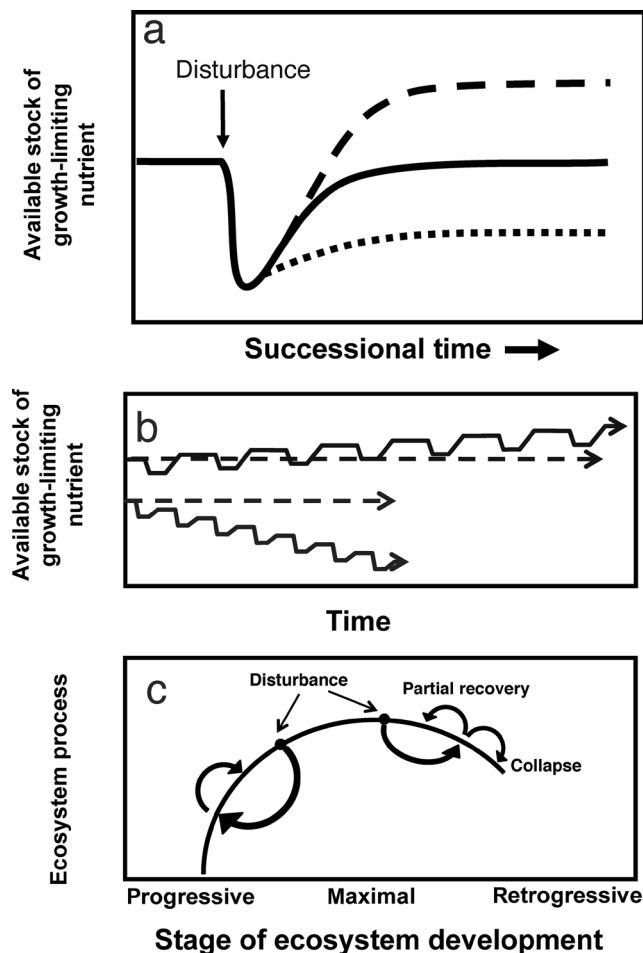 a
Disturbance
Available stock of
growth-limiting
nutrient
Successional time
b
Available stock of
growth-limiting
nutrient
Time
c
Disturbance
Partial recovery
Collapse
Ecosystem process
Progressive Maximal Retrogressive
Stage of ecosystem development